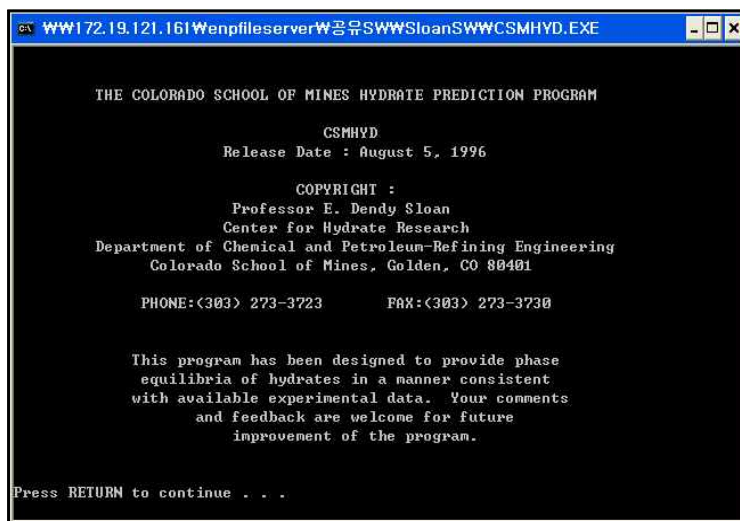 ₩₩172.19.121.161₩enpfileserver₩공유SW₩SloanSW₩CSMHYD.EXE
THE COLORADO SCHOOL OF MINES HYDRATE PREDICTION PROGRAM
CSMHYD
Release Date : August 5, 1996
COPYRIGHT :
Professor E. Dendy Sloan
Center for Hydrate Research
Department of Chemical and Petroleum-Refining Engineering
Colorado School of Mines, Golden, CO 80401
PHONE:(303) 273-3723 FAX:(303) 273-3730
This program has been designed to provide phase
equilibria of hydrates in a manner consistent
with available experimental data. Your comments
and feedback are welcome for future
improvement of the program.
Press RETURN to continue . . .